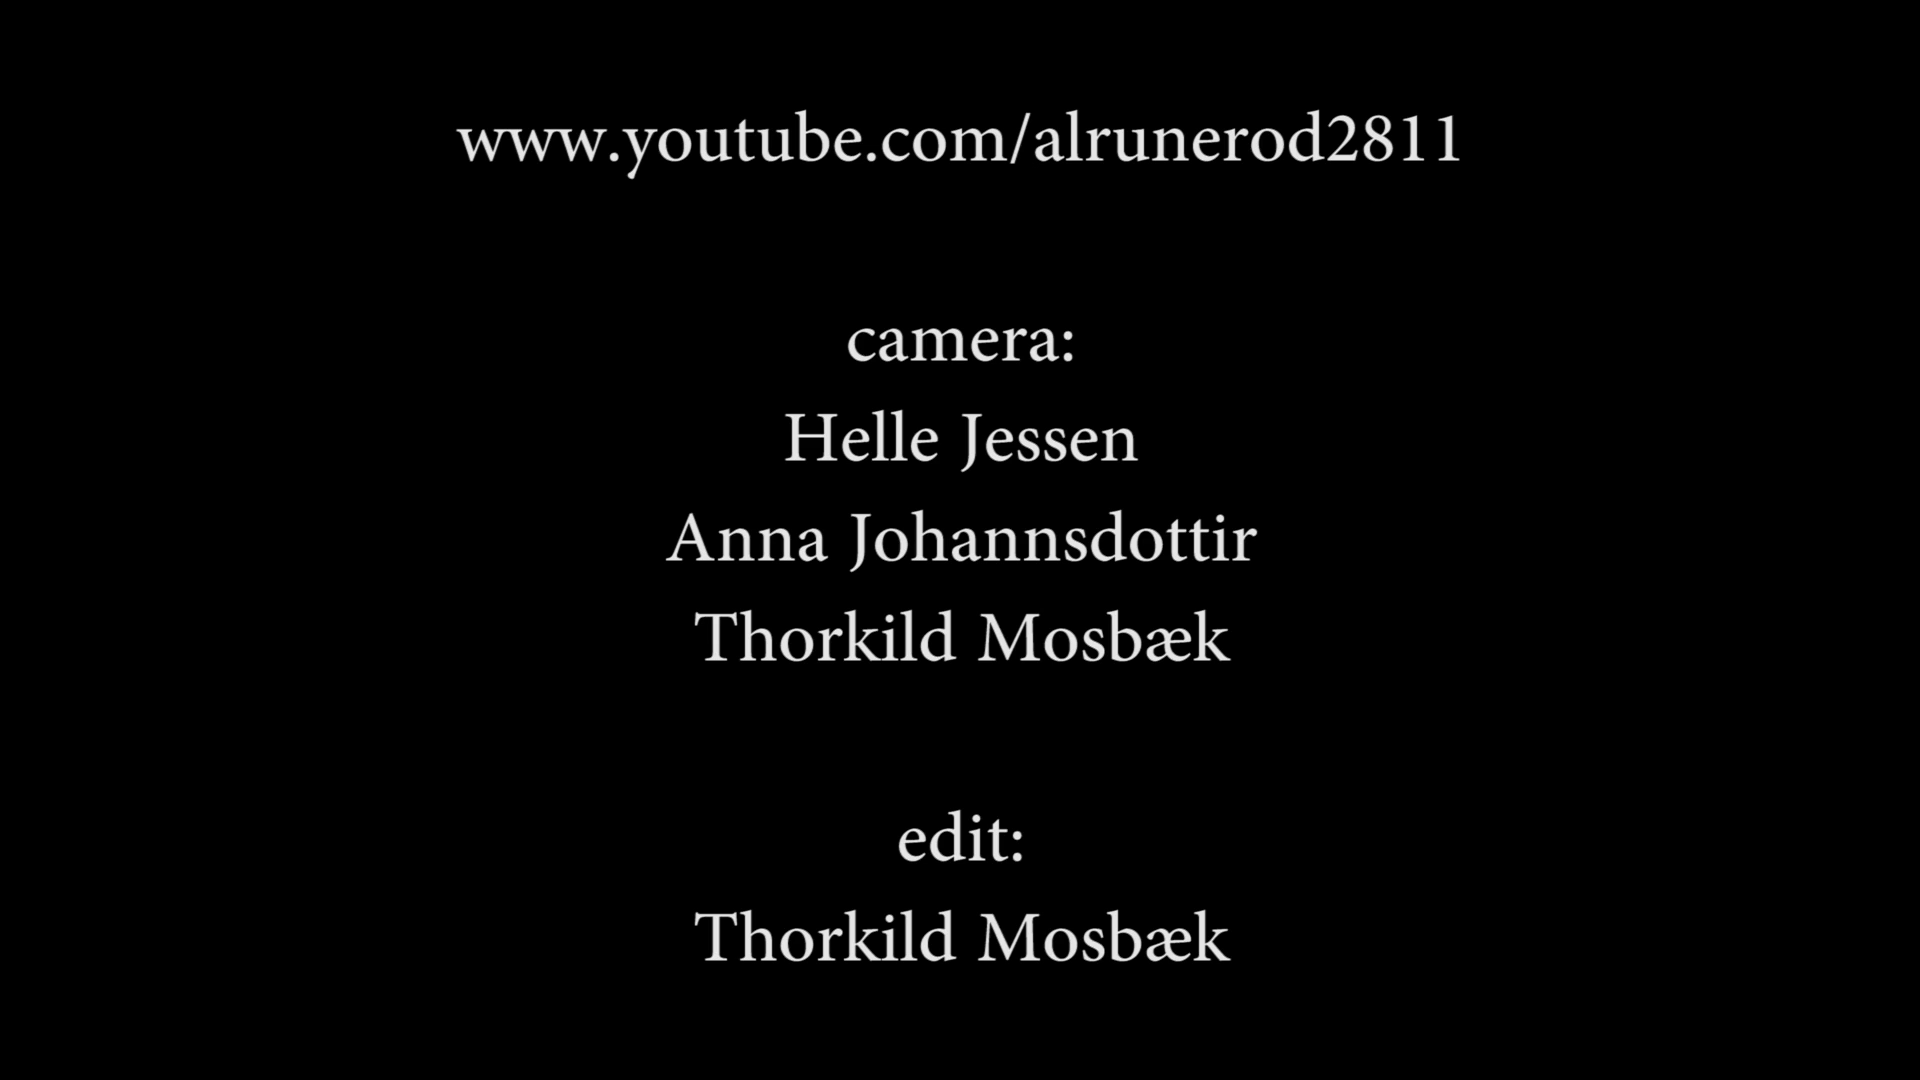 www.youtube.com/alrunerod2811
camera:
Helle Jessen
Anna Johannsdottir
Thorkild Mosbæk
edit:
Thorkild Mosbæk